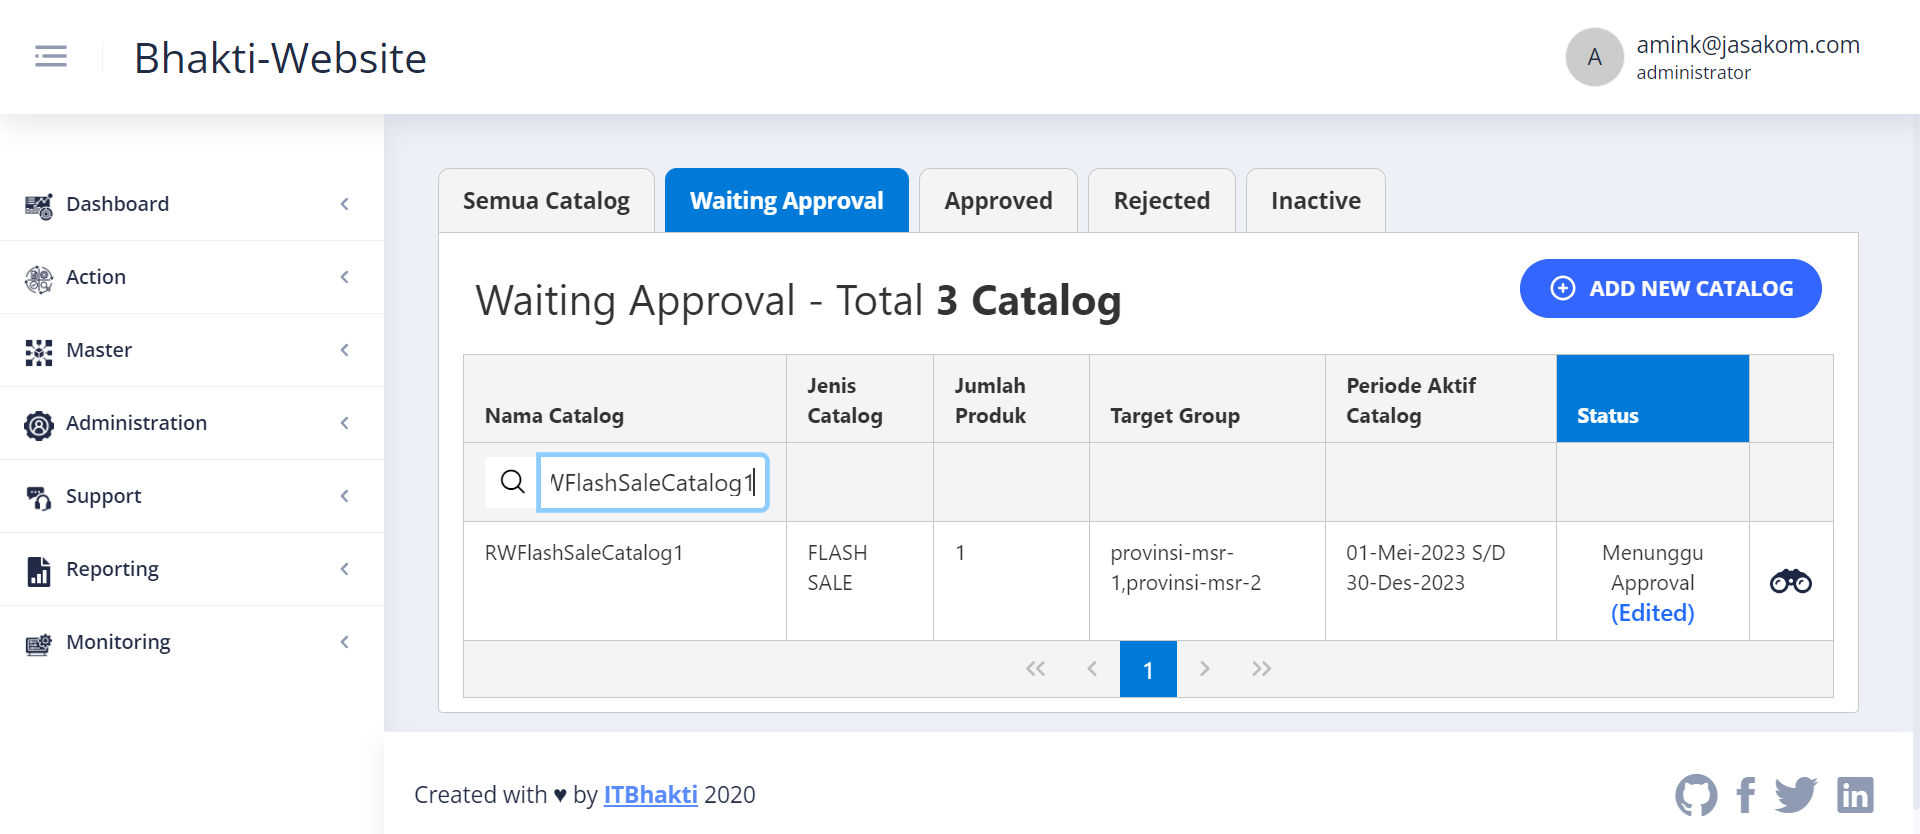 Bhakti-Website
A
amink@jasakom.com
administrator
Dashboard
Action
Master
Administration
Support
Reporting
Monitoring
Semua Catalog
Waiting Approval
Approved
Rejected
Inactive
Waiting Approval - Total 3 Catalog
ADD NEW CATALOG
Nama Catalog
Jenis
Catalog
Jumlah
Produk
Target Group
Periode Aktif
Catalog
Status
WFlashSaleCatalog1
RWFlashSaleCatalog1
FLASH
SALE
1
provinsi-msr-
1,provinsi-msr-2
01-Mei-2023 S/D
30-Des-2023
Menunggu
Approval
(Edited)
1
Created with ♥ by ITBhakti 2020